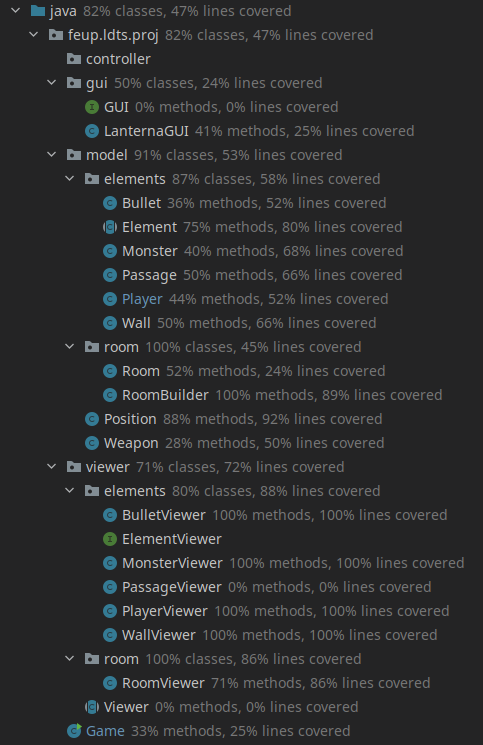 java 82% classes, 47% lines covered
feup.ldts.proj 82% classes, 47% lines covered
controller
gui 50% classes, 24% lines covered
GUI 0% methods, 0% lines covered
LanternaGUI 41% methods, 25% lines covered
model 91% classes, 53% lines covered
elements 87% classes, 58% lines covered
Bullet 36% methods, 52% lines covered
Element 75% methods, 80% lines covered
Monster 40% methods, 68% lines covered
Passage 50% methods, 66% lines covered
Player 44% methods, 52% lines covered
Wall 50% methods, 66% lines covered
room 100% classes, 45% lines covered
Room 52% methods, 24% lines covered
RoomBuilder 100% methods, 89% lines covered
Position 88% methods, 92% lines covered
Weapon 28% methods, 50% lines covered
viewer 71% classes, 72% lines covered
elements 80% classes, 88% lines covered
BulletViewer 100% methods, 100% lines covered
ElementViewer
MonsterViewer 100% methods, 100% lines covered
PassageViewer 0% methods, 0% lines covered
PlayerViewer 100% methods, 100% lines covered
WallViewer 100% methods, 100% lines covered
room 100% classes, 86% lines covered
RoomViewer 71% methods, 86% lines covered
Viewer 0% methods, 0% lines covered
Game 33% methods, 25% lines covered